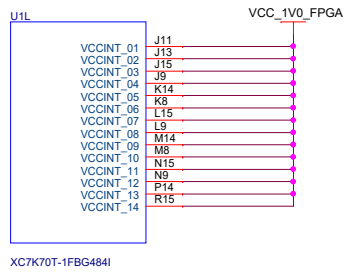 U1L
VCC_1V0_FPGA
VCCINT_01 J11
VCCINT_02 J13
VCCINT_03 J15
VCCINT_04 J9
VCCINT_05 K14
VCCINT_06 K8
VCCINT_07 L15
VCCINT_08 L9
VCCINT_09 M14
VCCINT_10 M8
VCCINT_11 N15
VCCINT_12 N9
VCCINT_13 P14
VCCINT_14 R15
XC7K70T-1FBG484I